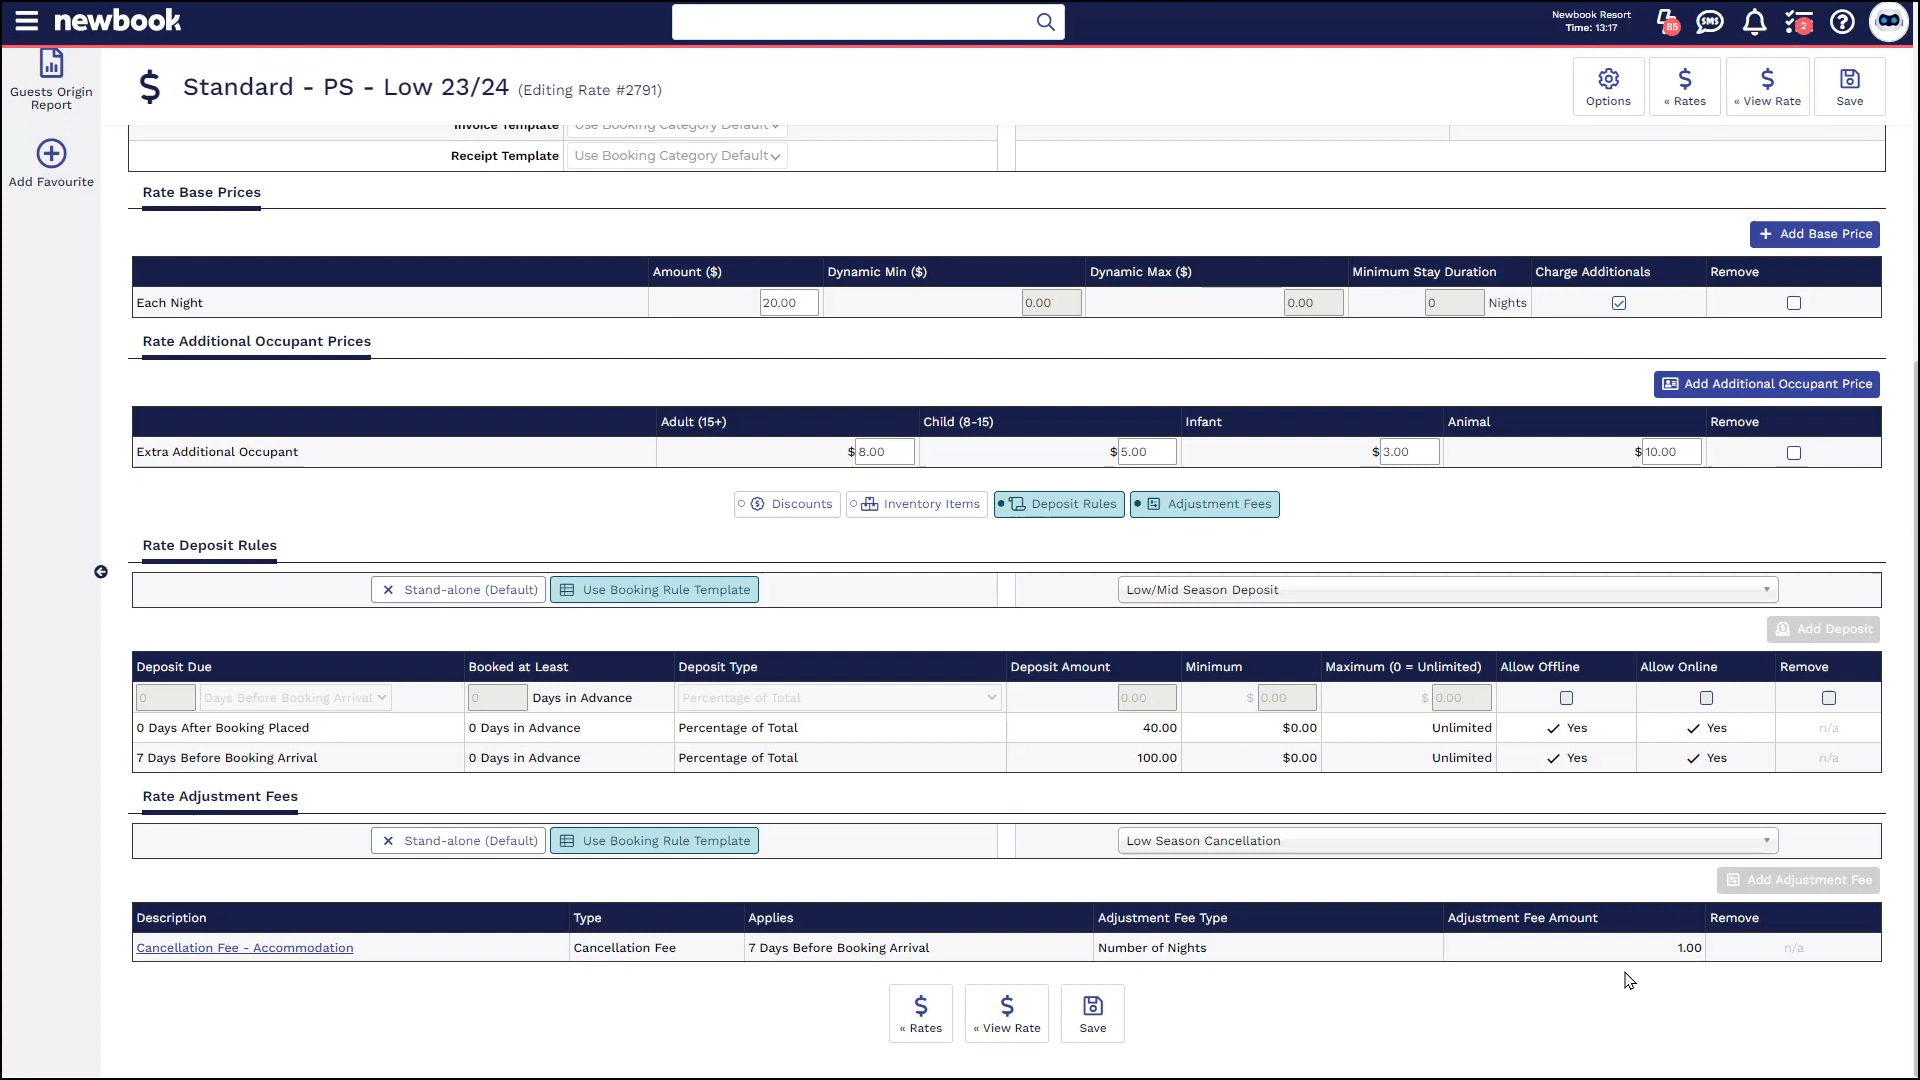 newbook
Newbook Resort
Time: 13:17
85
SMS
2
Guests Origin
Report
Add Favourite
Standard - PS - Low 23/24 (Editing Rate #2791)
Options
« Rates
« View Rate
Save
Invoice Template Use Booking Category Default
Receipt Template Use Booking Category Default
Rate Base Prices
+ Add Base Price
Amount ($) Dynamic Min ($) Dynamic Max ($) Minimum Stay Duration Charge Additionals Remove
Each Night 20.00 0.00 0.00 0 Nights
Rate Additional Occupant Prices
Add Additional Occupant Price
Adult (15+) Child (8-15) Infant Animal Remove
Extra Additional Occupant $ 8.00 $ 5.00 $ 3.00 $ 10.00
Discounts Inventory Items Deposit Rules Adjustment Fees
Rate Deposit Rules
Stand-alone (Default) Use Booking Rule Template Low/Mid Season Deposit
Add Deposit
Deposit Due Booked at Least Deposit Type Deposit Amount Minimum Maximum (0 = Unlimited) Allow Offline Allow Online Remove
0 Days Before Booking Arrival 0 Days in Advance Percentage of Total 0.00 $ 0.00 $ 0.00
0 Days After Booking Placed 0 Days in Advance Percentage of Total 40.00 $0.00 Unlimited Yes Yes n/a
7 Days Before Booking Arrival 0 Days in Advance Percentage of Total 100.00 $0.00 Unlimited Yes Yes n/a
Rate Adjustment Fees
Stand-alone (Default) Use Booking Rule Template Low Season Cancellation
Add Adjustment Fee
Description Type Applies Adjustment Fee Type Adjustment Fee Amount Remove
Cancellation Fee - Accommodation Cancellation Fee 7 Days Before Booking Arrival Number of Nights 1.00 n/a
« Rates « View Rate Save